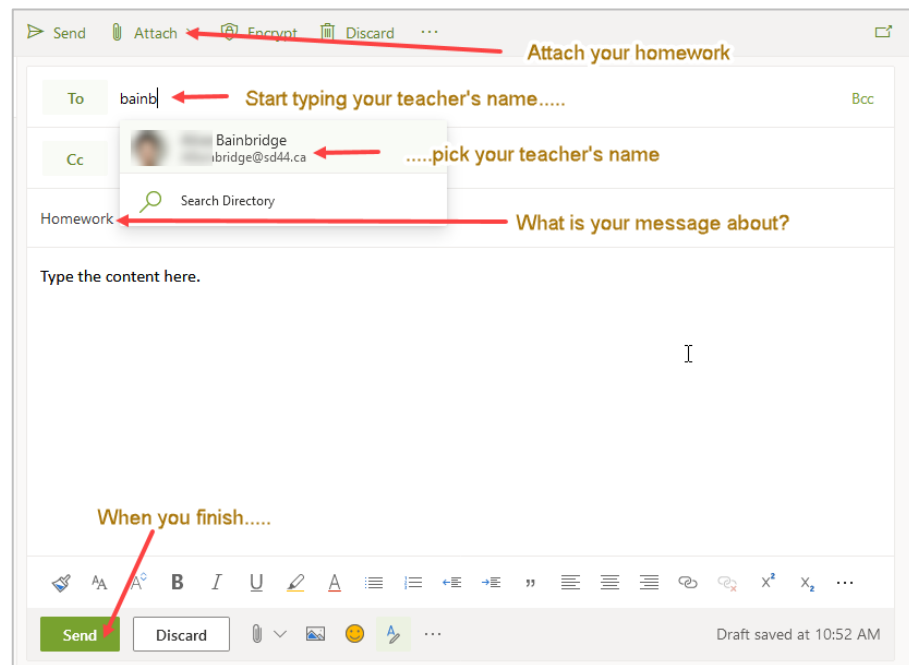 Send Attach Encrypt Discard ...
Attach your homework
To bainb Start typing your teacher's name..... Bcc
Bainbridge
Cc bridge@sd44.ca .....pick your teacher's name
Search Directory
Homework What is your message about?
Type the content here.
When you finish.....
B I U A x² x₂ ...
Send Discard ... Draft saved at 10:52 AM